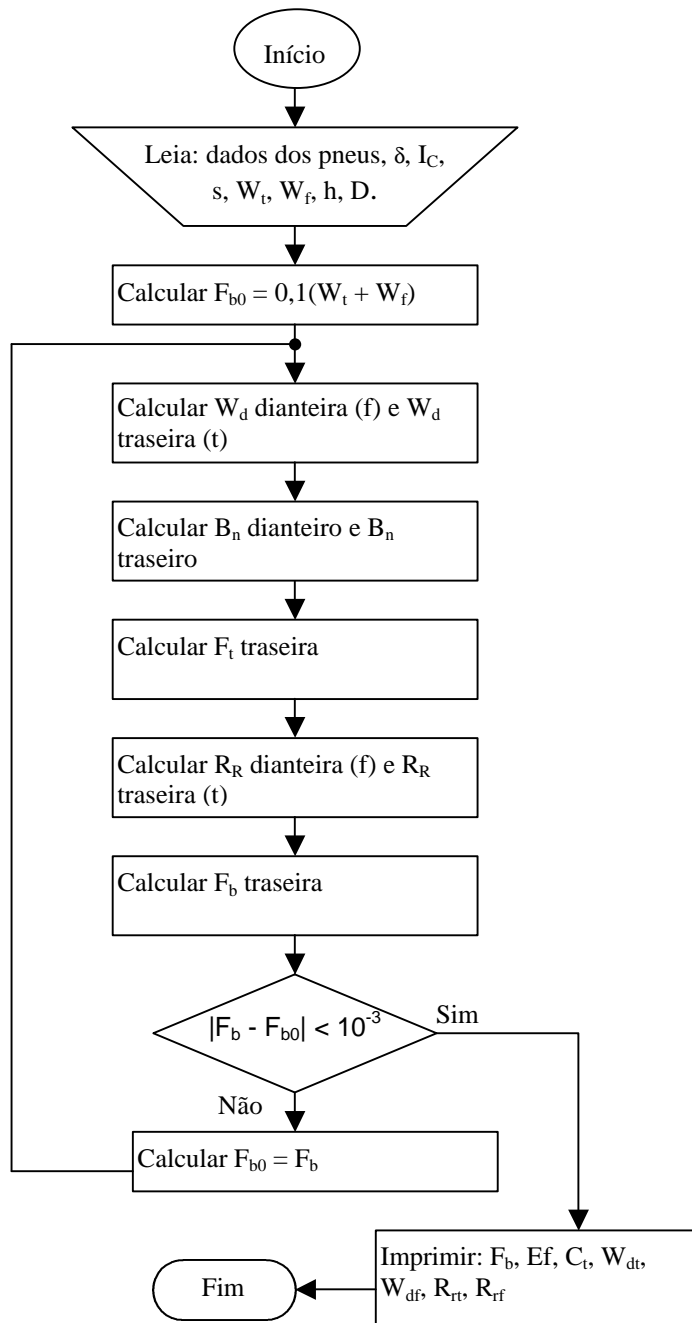 Início
Leia: dados dos pneus, δ, I_C,
s, W_t, W_f, h, D.
Calcular F_b0 = 0,1(W_t + W_f)
Calcular W_d dianteira (f) e W_d
traseira (t)
Calcular B_n dianteiro e B_n
traseiro
Calcular F_t traseira
Calcular R_R dianteira (f) e R_R
traseira (t)
Calcular F_b traseira
|F_b - F_b0| < 10^-3
Sim
Não
Calcular F_b0 = F_b
Imprimir: F_b, Ef, C_t, W_dt,
W_df, R_rt, R_rf
Fim